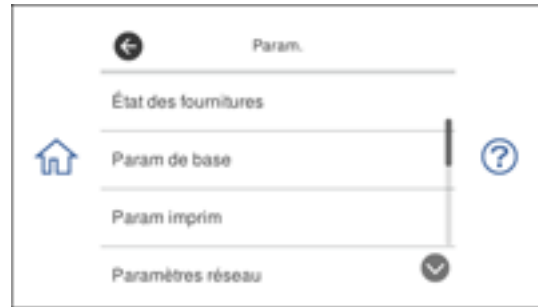 Param.
État des fournitures
Param de base
Param imprim
Paramètres réseau